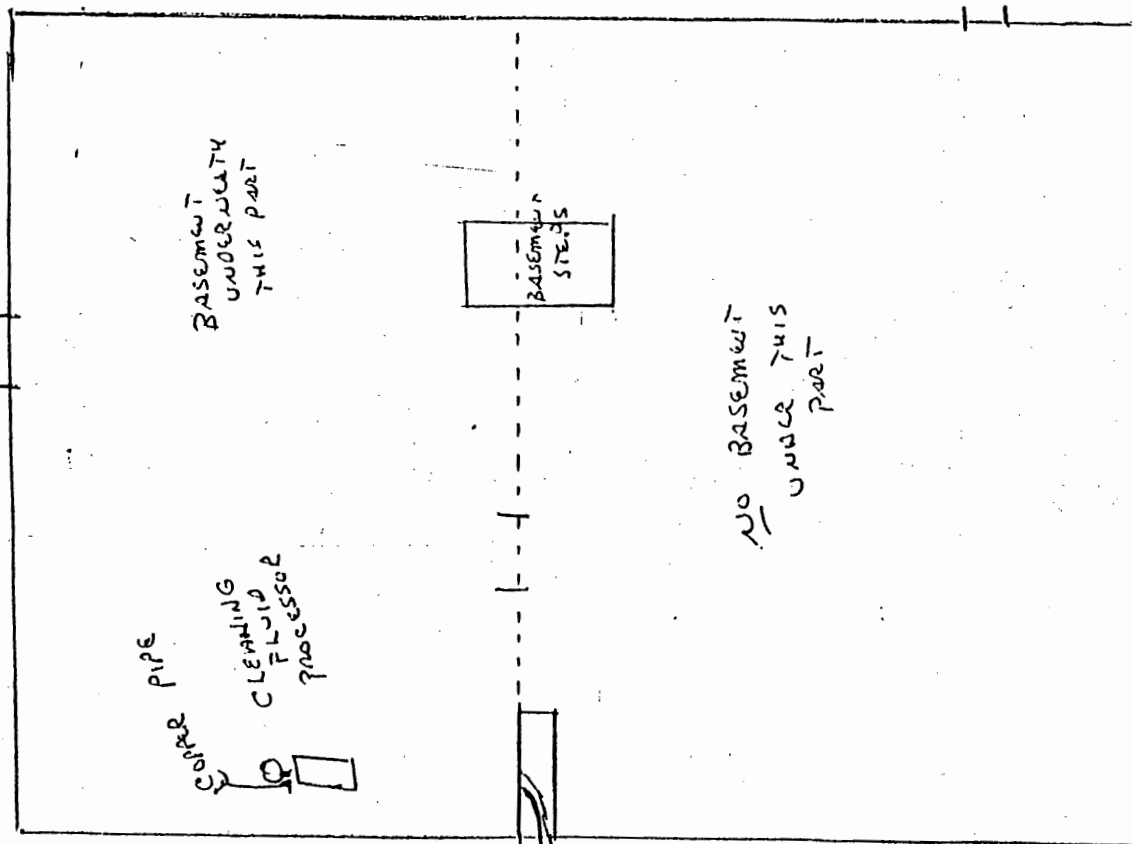 BASEMENT
UNDERNEATH
THIS PART
BASEMENT
STEPS
NO BASEMENT
UNDER THIS
PART
COPPER PIPE
CLEANING
FLUID
PROCESSOR